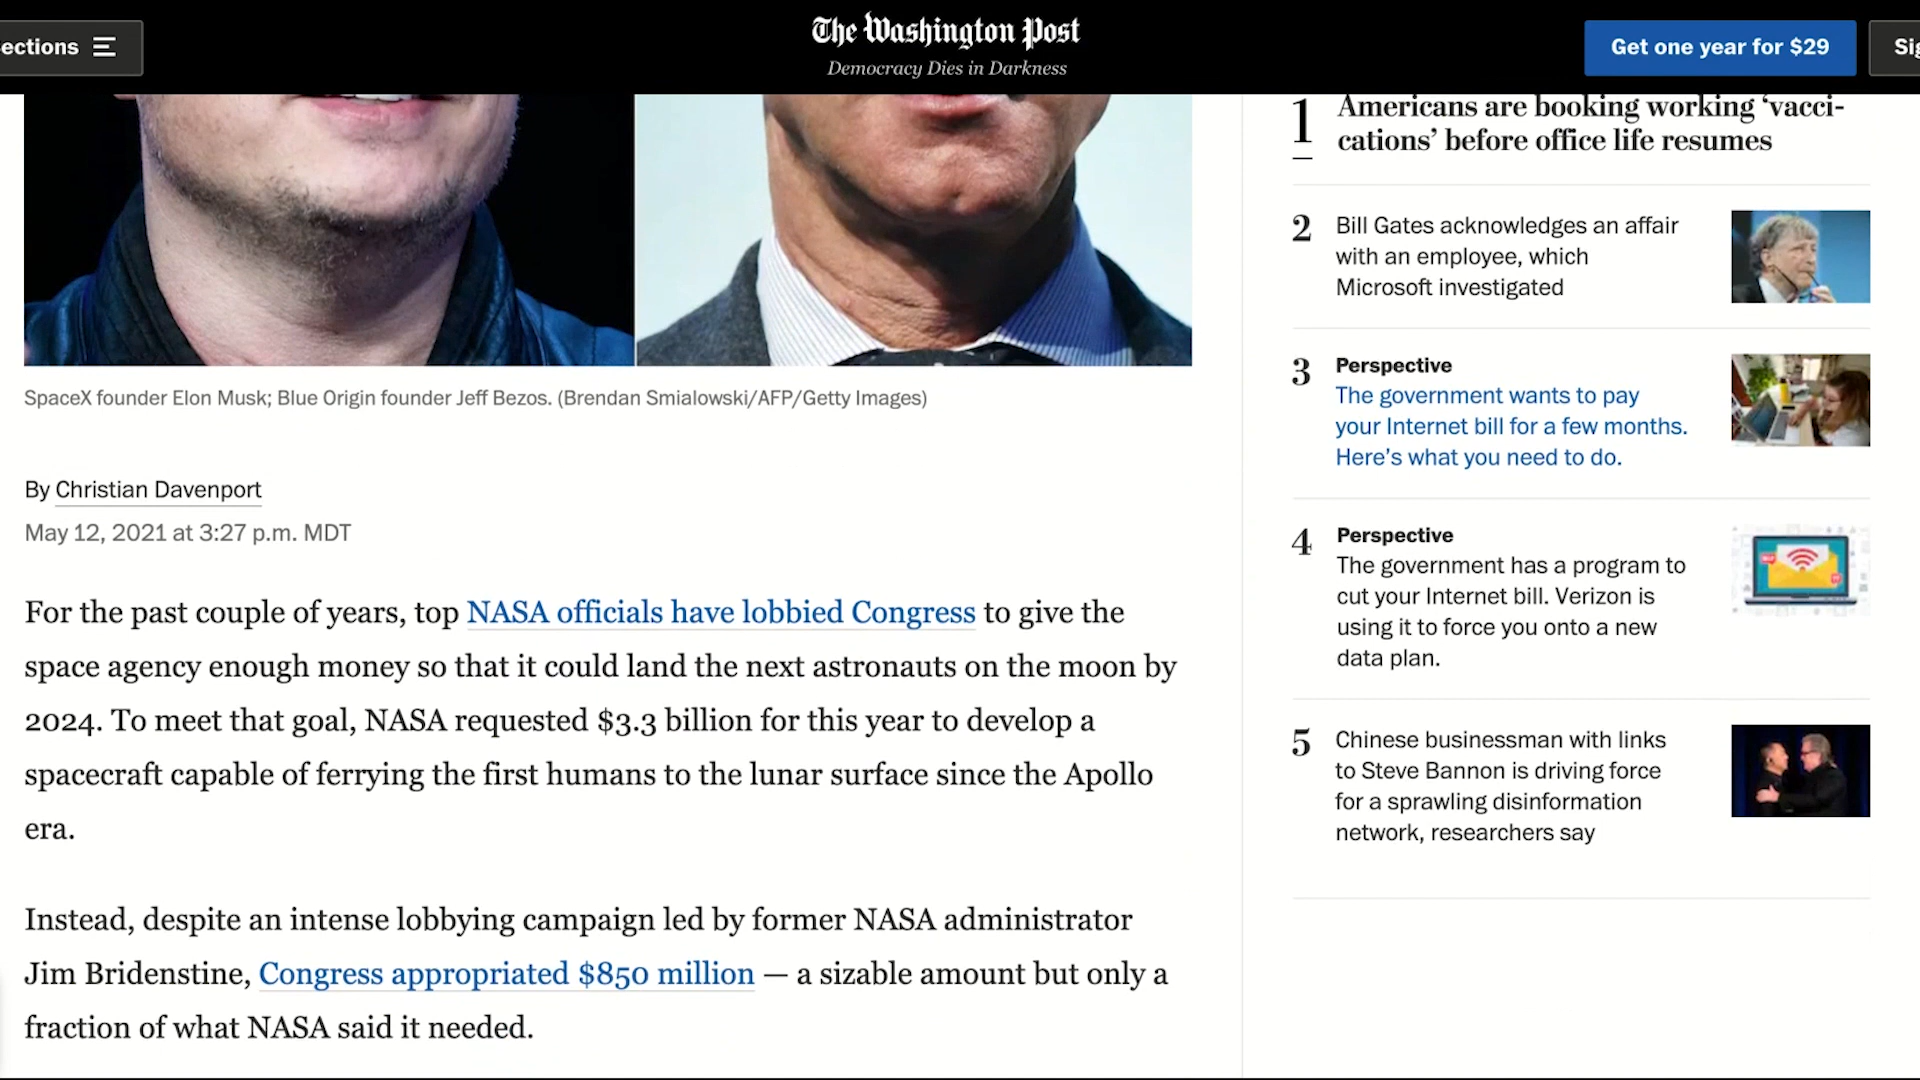 ections
The Washington Post
Democracy Dies in Darkness
Get one year for $29
Sig
SpaceX founder Elon Musk; Blue Origin founder Jeff Bezos. (Brendan Smialowski/AFP/Getty Images)
By Christian Davenport
May 12, 2021 at 3:27 p.m. MDT
For the past couple of years, top NASA officials have lobbied Congress to give the
space agency enough money so that it could land the next astronauts on the moon by
2024. To meet that goal, NASA requested $3.3 billion for this year to develop a
spacecraft capable of ferrying the first humans to the lunar surface since the Apollo
era.
Instead, despite an intense lobbying campaign led by former NASA administrator
Jim Bridenstine, Congress appropriated $850 million — a sizable amount but only a
fraction of what NASA said it needed.
1
Americans are booking working ‘vacci-
cations’ before office life resumes
2
Bill Gates acknowledges an affair
with an employee, which
Microsoft investigated
3
Perspective
The government wants to pay
your Internet bill for a few months.
Here’s what you need to do.
4
Perspective
The government has a program to
cut your Internet bill. Verizon is
using it to force you onto a new
data plan.
5
Chinese businessman with links
to Steve Bannon is driving force
for a sprawling disinformation
network, researchers say